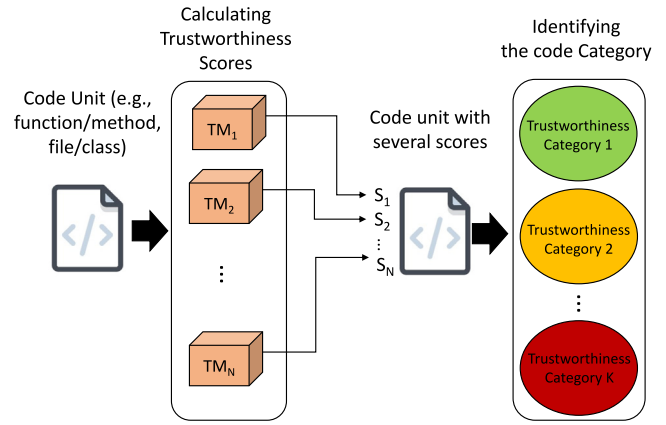 Calculating
Trustworthiness
Scores
Identifying
the code Category
Code Unit (e.g.,
function/method,
file/class)
TM1
TM2
⋮
TMN
Code unit with
several scores
S1
S2
⋮
SN
</>
</>
Trustworthiness
Category 1
Trustworthiness
Category 2
⋮
Trustworthiness
Category K